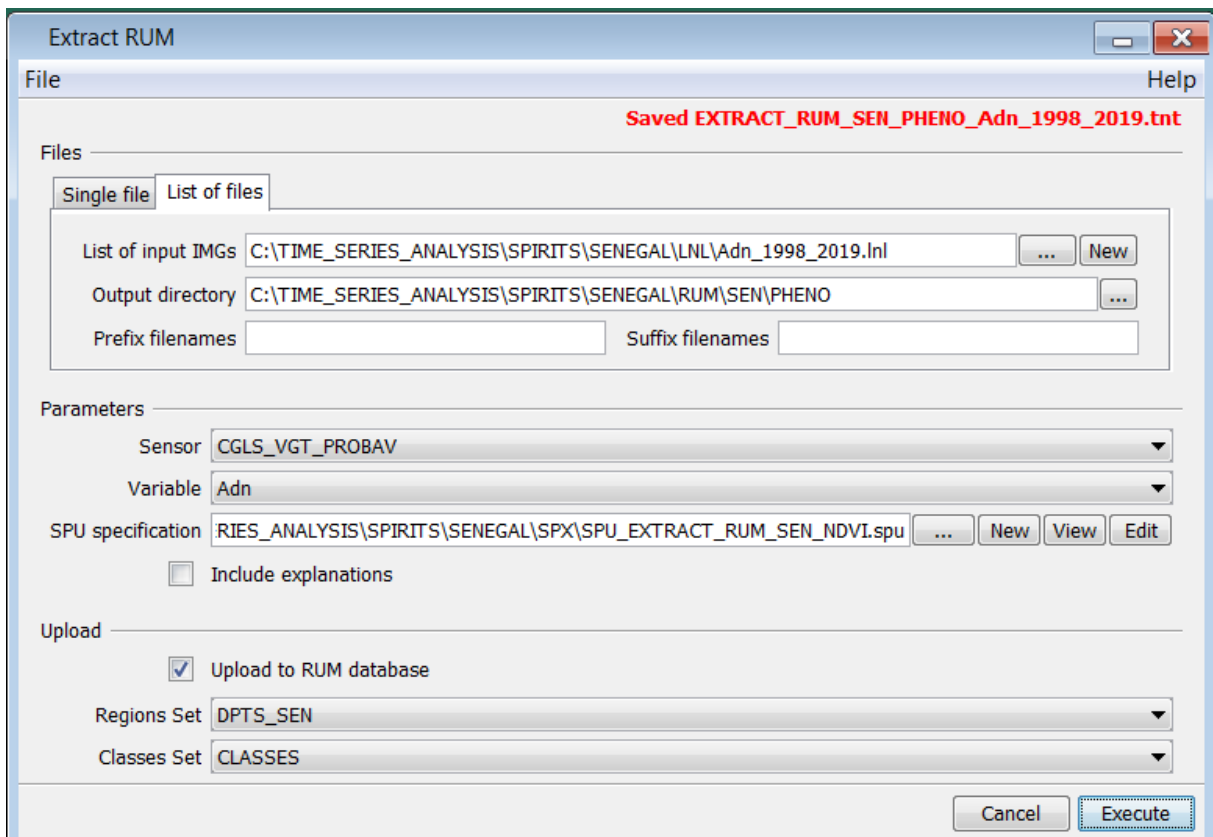 Extract RUM
File Help
Saved EXTRACT_RUM_SEN_PHENO_Adn_1998_2019.tnt
Files
Single file List of files
List of input IMGs C:\TIME_SERIES_ANALYSIS\SPIRITS\SENEGAL\LNL\Adn_1998_2019.lnl ... New
Output directory C:\TIME_SERIES_ANALYSIS\SPIRITS\SENEGAL\RUM\SEN\PHENO ...
Prefix filenames Suffix filenames
Parameters
Sensor CGLS_VGT_PROBAV
Variable Adn
SPU specification :RIES_ANALYSIS\SPIRITS\SENEGAL\SPX\SPU_EXTRACT_RUM_SEN_NDVI.spu ... New View Edit
Include explanations
Upload
Upload to RUM database
Regions Set DPTS_SEN
Classes Set CLASSES
Cancel Execute